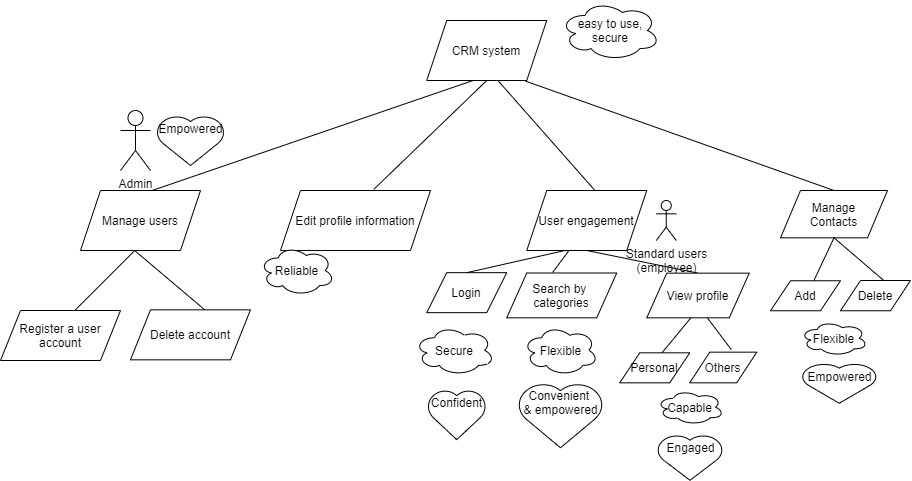 easy to use,
secure
CRM system
Empowered
Admin
Manage users
Edit profile information
User engagement
Manage
Contacts
Standard users
(employee)
Reliable
Login
Search by
categories
View profile
Add
Delete
Register a user
account
Delete account
Secure
Flexible
Flexible
Personal
Others
Empowered
Confident
Convenient
& empowered
Capable
Engaged